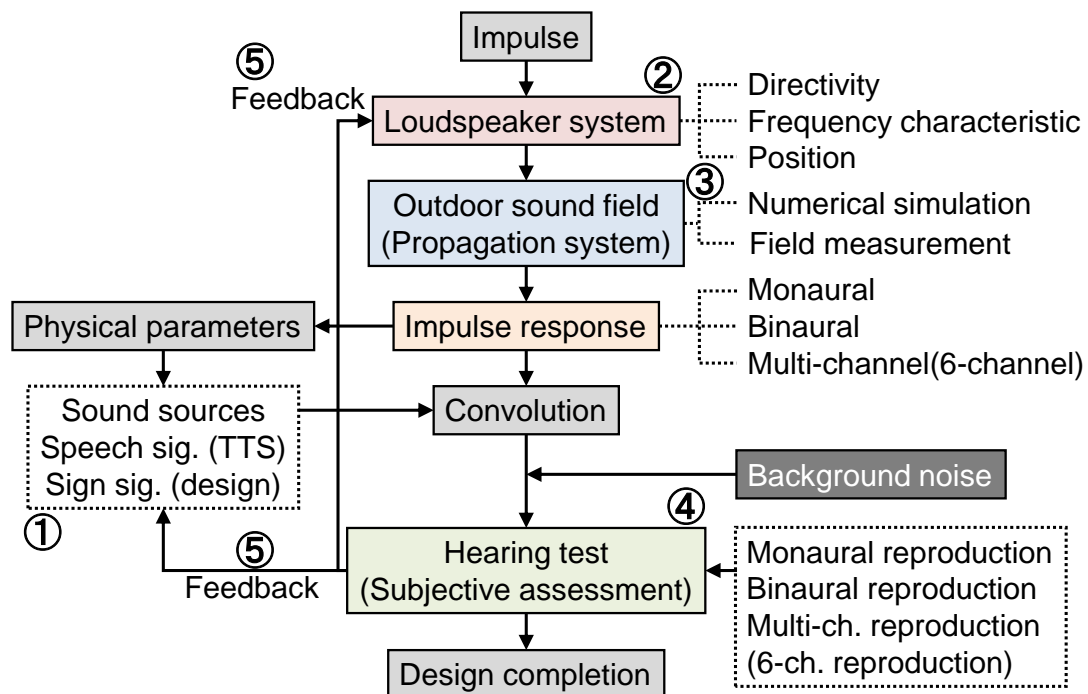 Impulse
⑤
Feedback
②
Loudspeaker system
Directivity
Frequency characteristic
Position
③
Outdoor sound field
(Propagation system)
Numerical simulation
Field measurement
Physical parameters
Impulse response
Monaural
Binaural
Multi-channel(6-channel)
Sound sources
Speech sig. (TTS)
Sign sig. (design)
①
Convolution
Background noise
④
⑤
Feedback
Hearing test
(Subjective assessment)
Monaural reproduction
Binaural reproduction
Multi-ch. reproduction
(6-ch. reproduction)
Design completion